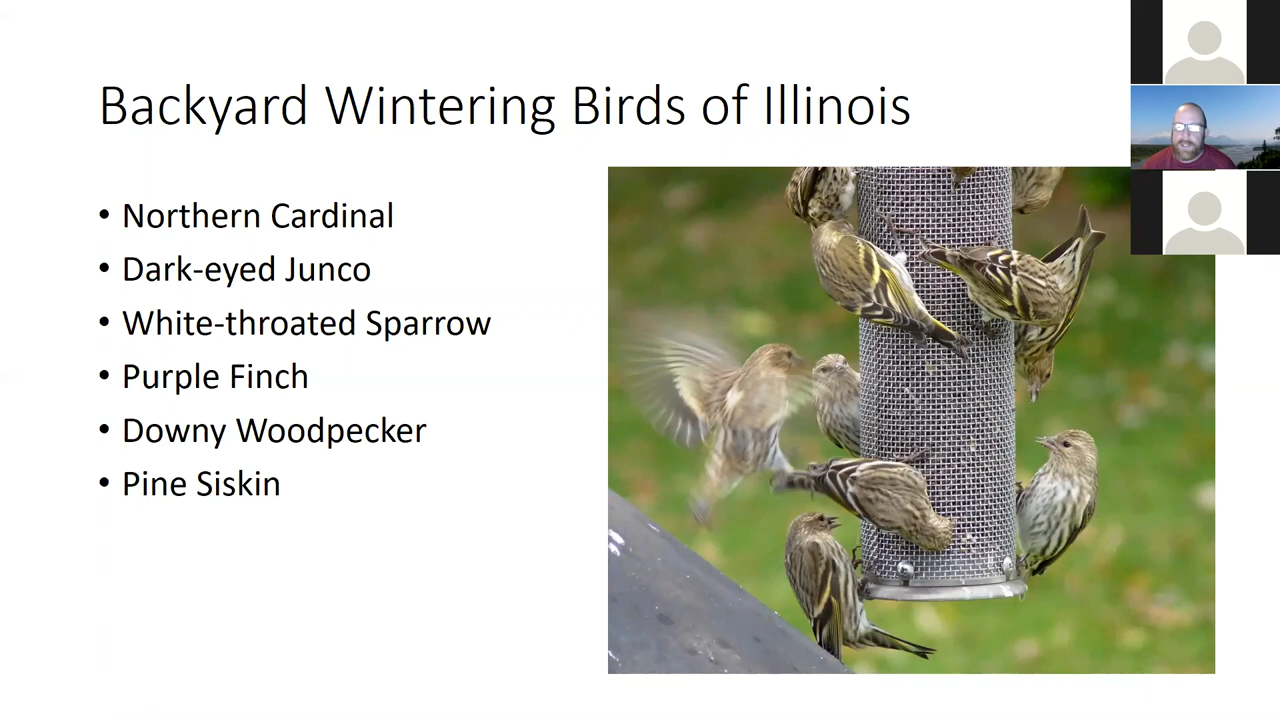 Backyard Wintering Birds of Illinois
• Northern Cardinal
• Dark-eyed Junco
• White-throated Sparrow
• Purple Finch
• Downy Woodpecker
• Pine Siskin